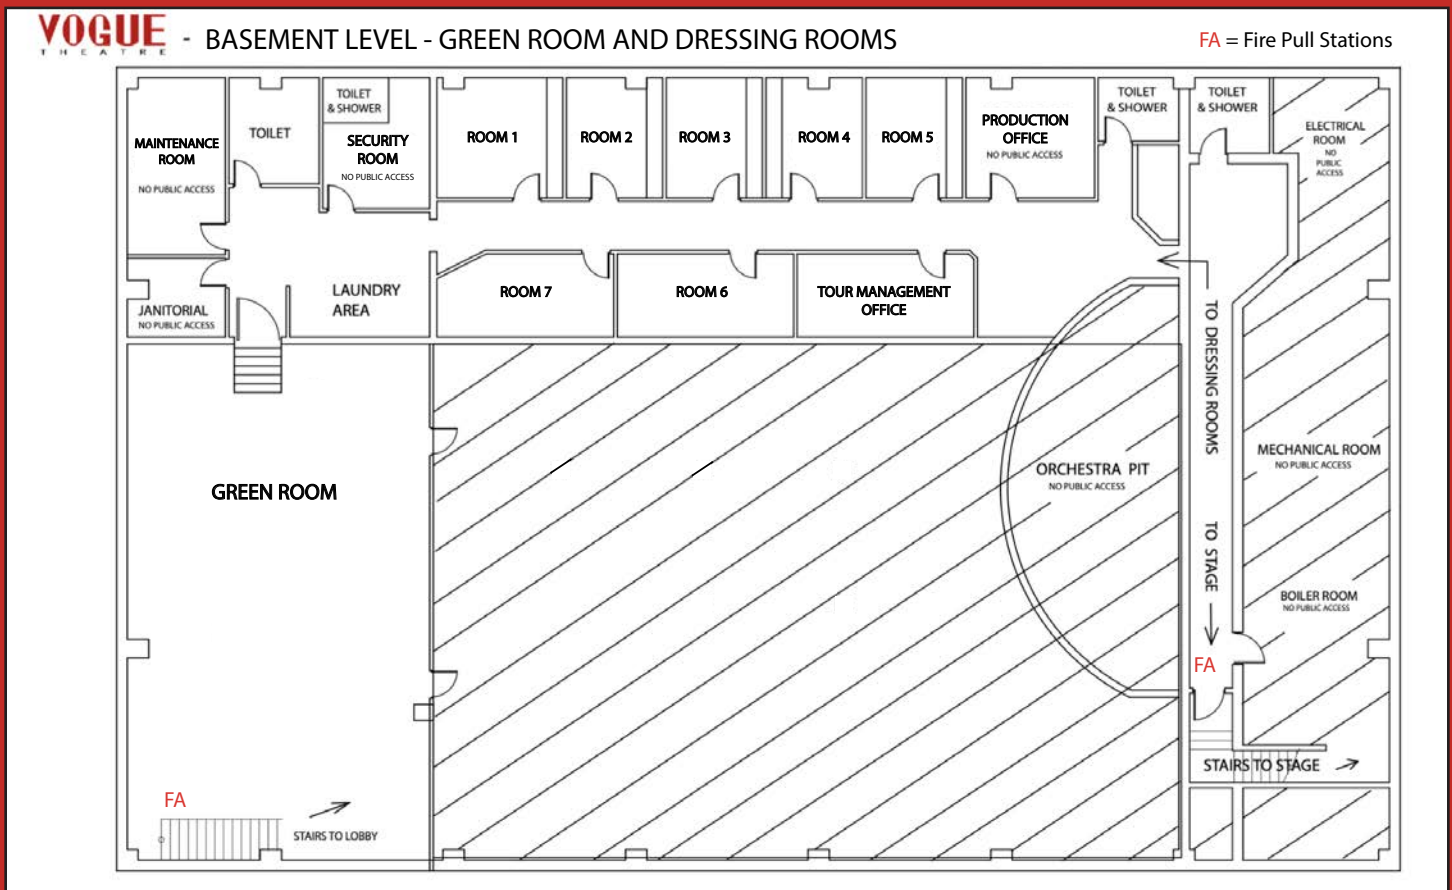 VOGUE
THEATRE
- BASEMENT LEVEL - GREEN ROOM AND DRESSING ROOMS
FA = Fire Pull Stations
MAINTENANCE
ROOM
NO PUBLIC ACCESS
TOILET
TOILET
& SHOWER
SECURITY
ROOM
NO PUBLIC ACCESS
ROOM 1
ROOM 2
ROOM 3
ROOM 4
ROOM 5
PRODUCTION
OFFICE
NO PUBLIC ACCESS
TOILET
& SHOWER
TOILET
& SHOWER
ELECTRICAL
ROOM
NO
PUBLIC
ACCESS
JANITORIAL
NO PUBLIC ACCESS
LAUNDRY
AREA
ROOM 7
ROOM 6
TOUR MANAGEMENT
OFFICE
TO DRESSING ROOMS
GREEN ROOM
ORCHESTRA PIT
NO PUBLIC ACCESS
MECHANICAL ROOM
NO PUBLIC ACCESS
TO STAGE
BOILER ROOM
NO PUBLIC ACCESS
FA
STAIRS TO STAGE
FA
STAIRS TO LOBBY